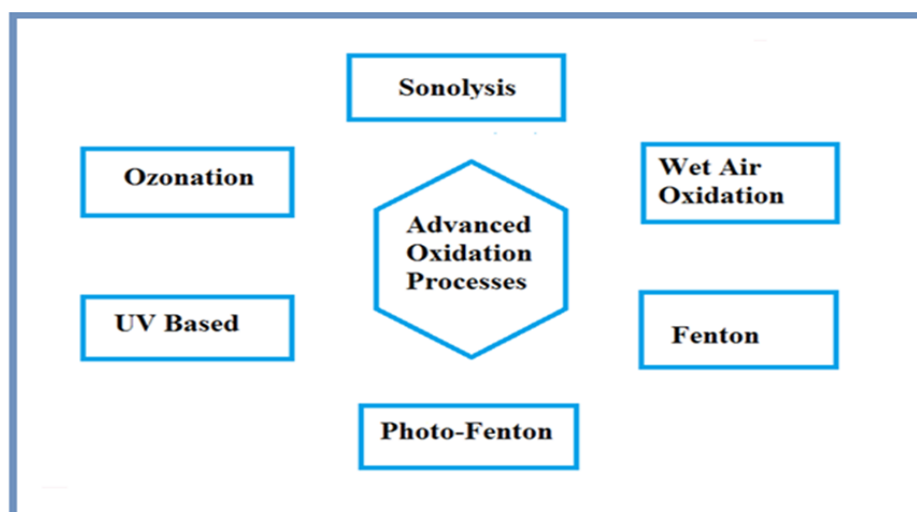 Sonolysis
Ozonation
Wet Air
Oxidation
Advanced
Oxidation
Processes
UV Based
Fenton
Photo-Fenton